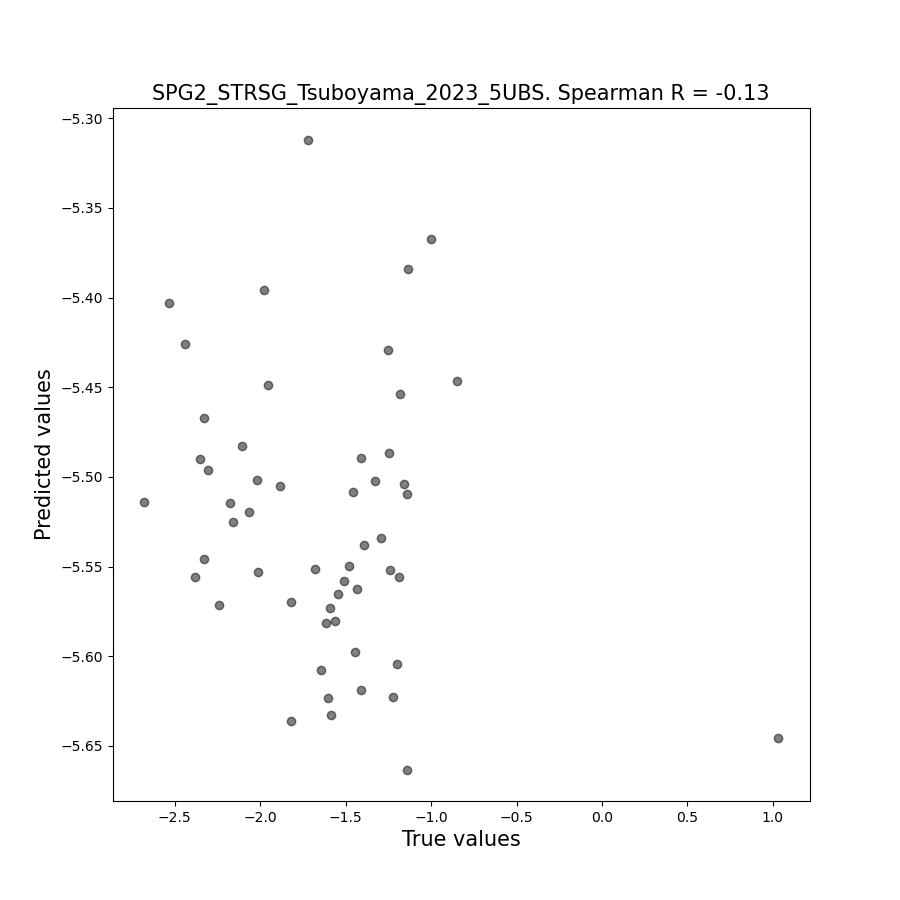 SPG2_STRSG_Tsuboyama_2023_5UBS. Spearman R = -0.13
−5.30
−5.35
−5.40
−5.45
−5.50
−5.55
−5.60
−5.65
Predicted values
−2.5 −2.0 −1.5 −1.0 −0.5 0.0 0.5 1.0
True values